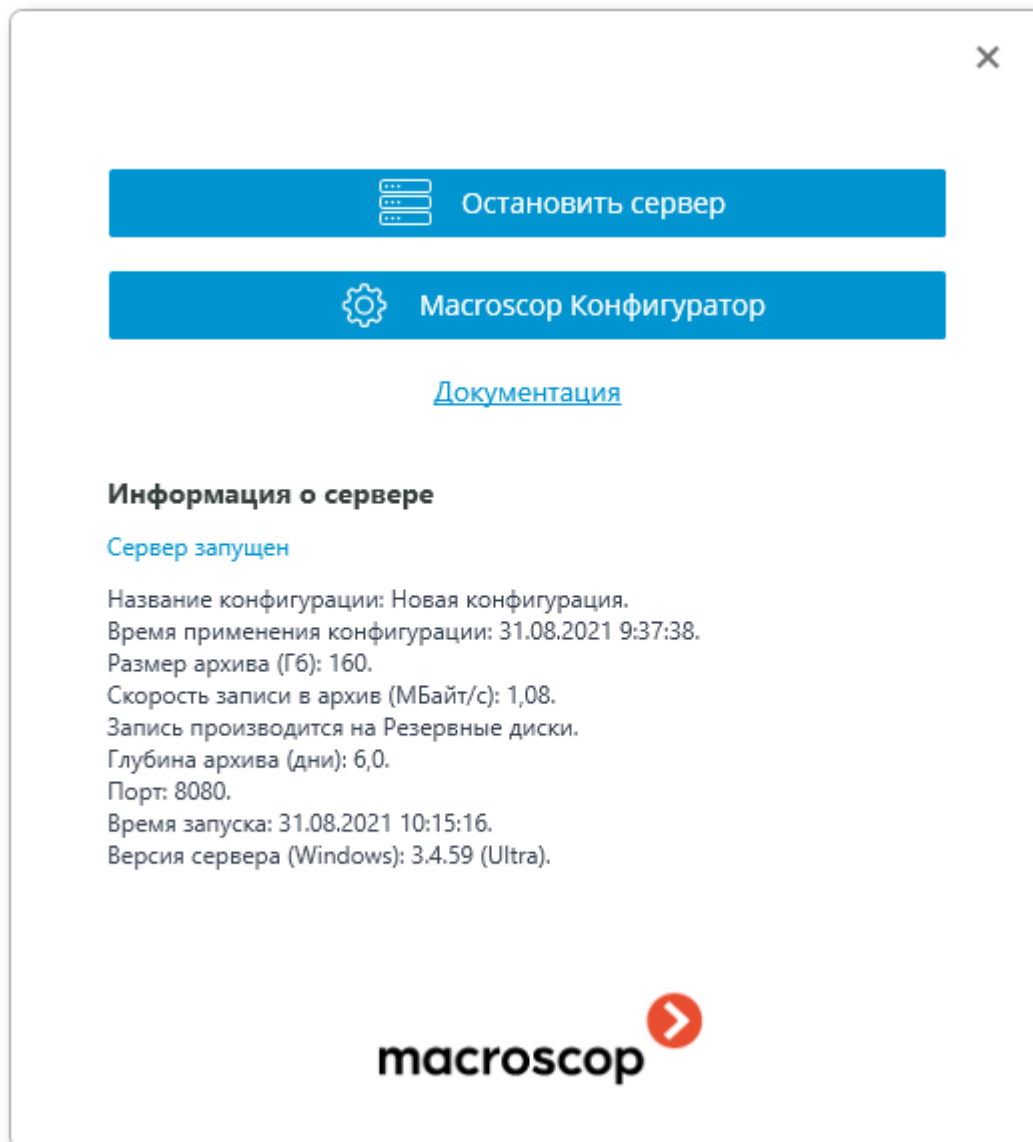 Остановить сервер
Macroscop Конфигуратор
Документация
Информация о сервере
Сервер запущен
Название конфигурации: Новая конфигурация.
Время применения конфигурации: 31.08.2021 9:37:38.
Размер архива (Гб): 160.
Скорость записи в архив (МБайт/с): 1,08.
Запись производится на Резервные диски.
Глубина архива (дни): 6,0.
Порт: 8080.
Время запуска: 31.08.2021 10:15:16.
Версия сервера (Windows): 3.4.59 (Ultra).
macroscop